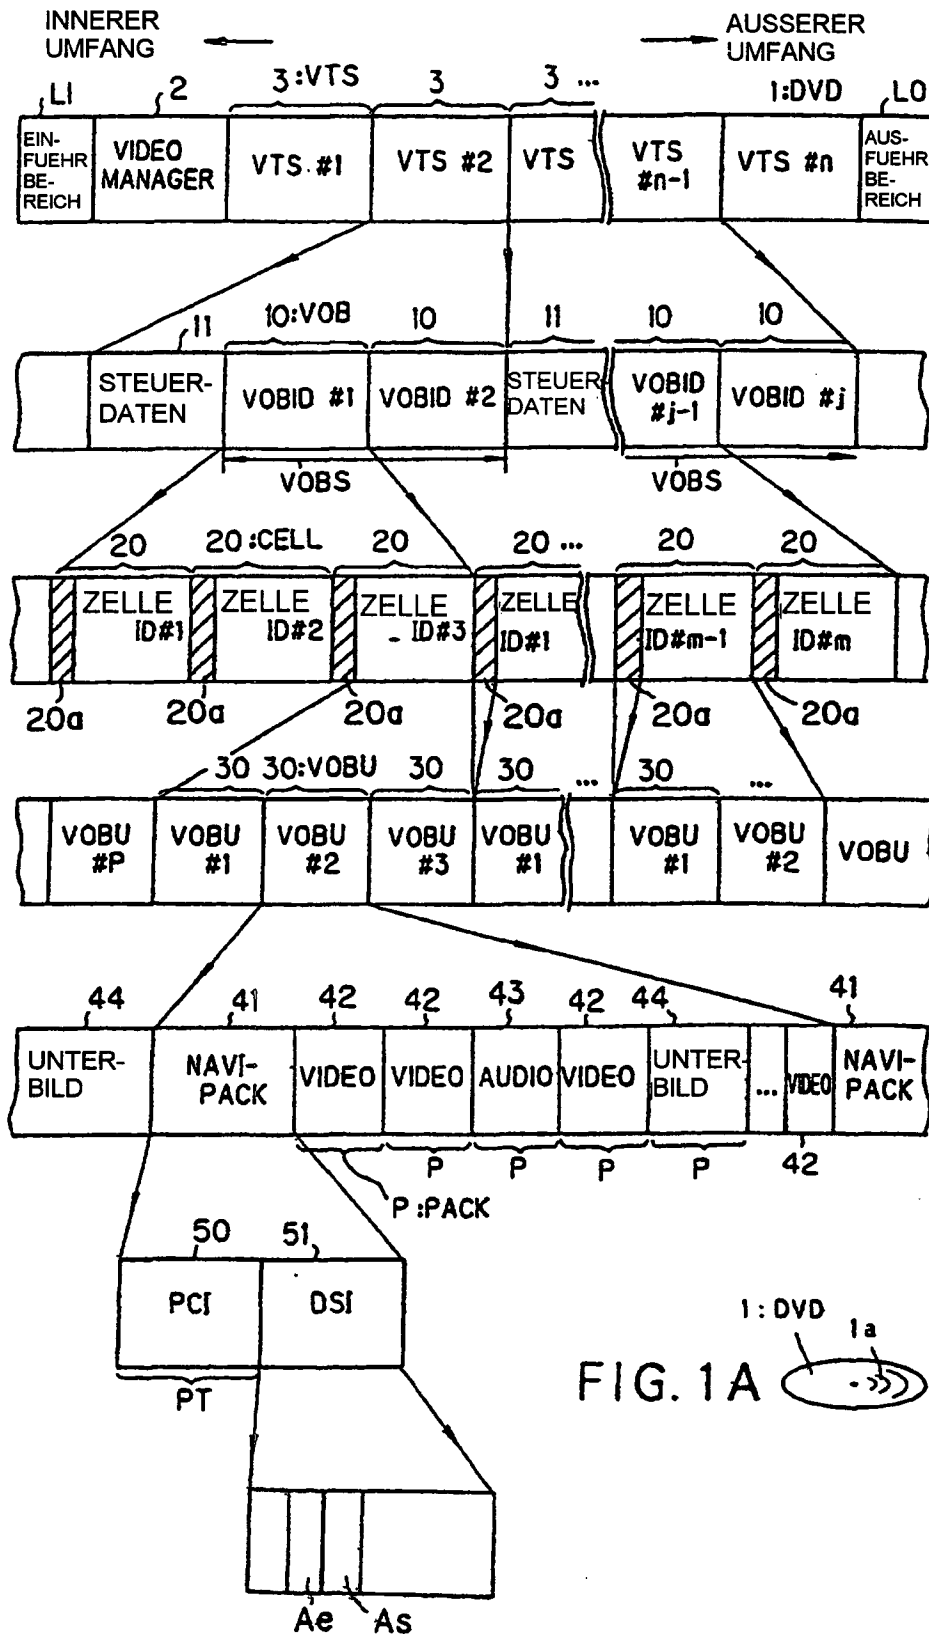 INNERER
UMFANG
AUSSERER
UMFANG
LI 2 3:VTS 3 3 ... 1:DVD LO
EIN-
FUEHR
BE-
REICH
VIDEO
MANAGER
VTS. #1
VTS #2
VTS
VTS
#n-1
VTS #n
AUS-
FUEHR
BE-
REICH
11 10:VOB 10 11 10 10
STEUER-
DATEN
VOBID #1
VOBID #2
STEUER-
DATEN
VOBID
#j-1
VOBID #j
VOBS VOBS
20 20:CELL 20 20 ... 20 20
ZELLE
ID#1
ZELLE
ID#2
ZELLE
- ID#3
ZELLE
ID#1
ZELLE
ID#m-1
ZELLE
ID#m
20a 20a 20a 20a 20a 20a
30 30:VOBU 30 30 ... 30 ...
VOBU
#P
VOBU
#1
VOBU
#2
VOBU
#3
VOBU
#1
VOBU
#1
VOBU
#2
VOBU
44 41 42 42 43 42 44 41
UNTER-
BILD
NAVI-
PACK
VIDEO
VIDEO
AUDIO
VIDEO
UNTER-
BILD
...
VIDEO
NAVI-
PACK
P P P P 42
P:PACK
50 51
PCI DSI
PT
1:DVD
1a
FIG. 1A
Ae As